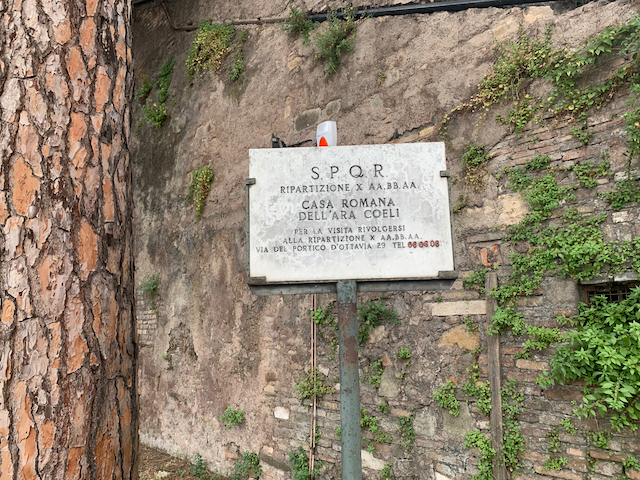 S.P.Q.R
RIPARTIZIONE X AA.BB.AA.
CASA ROMANA
DELL'ARA COELI
PER LA VISITA RIVOLGERSI
ALLA RIPARTIZIONE X AA.BB.AA.
VIA DEL PORTICO D'OTTAVIA 29 TEL 06 06 08